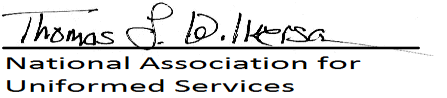 Thomas J.
National Association for
Uniformed Services